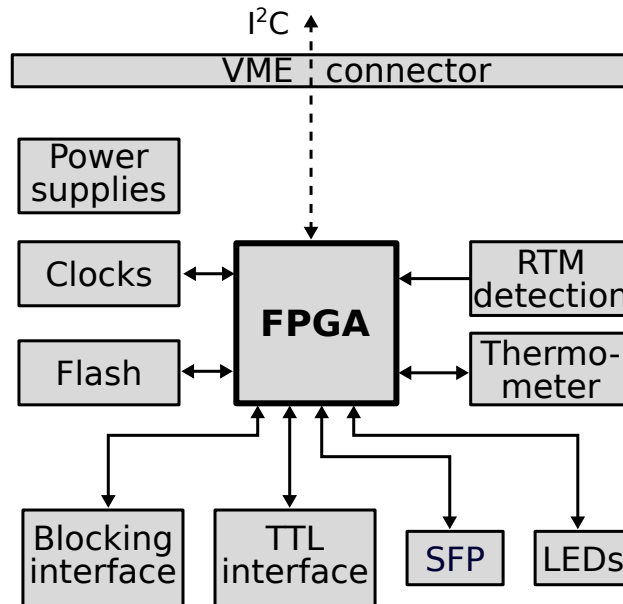 I²C
VME connector
Power
supplies
Clocks
FPGA
RTM
detection
Flash
Thermo-
meter
Blocking
interface
TTL
interface
SFP
LEDs